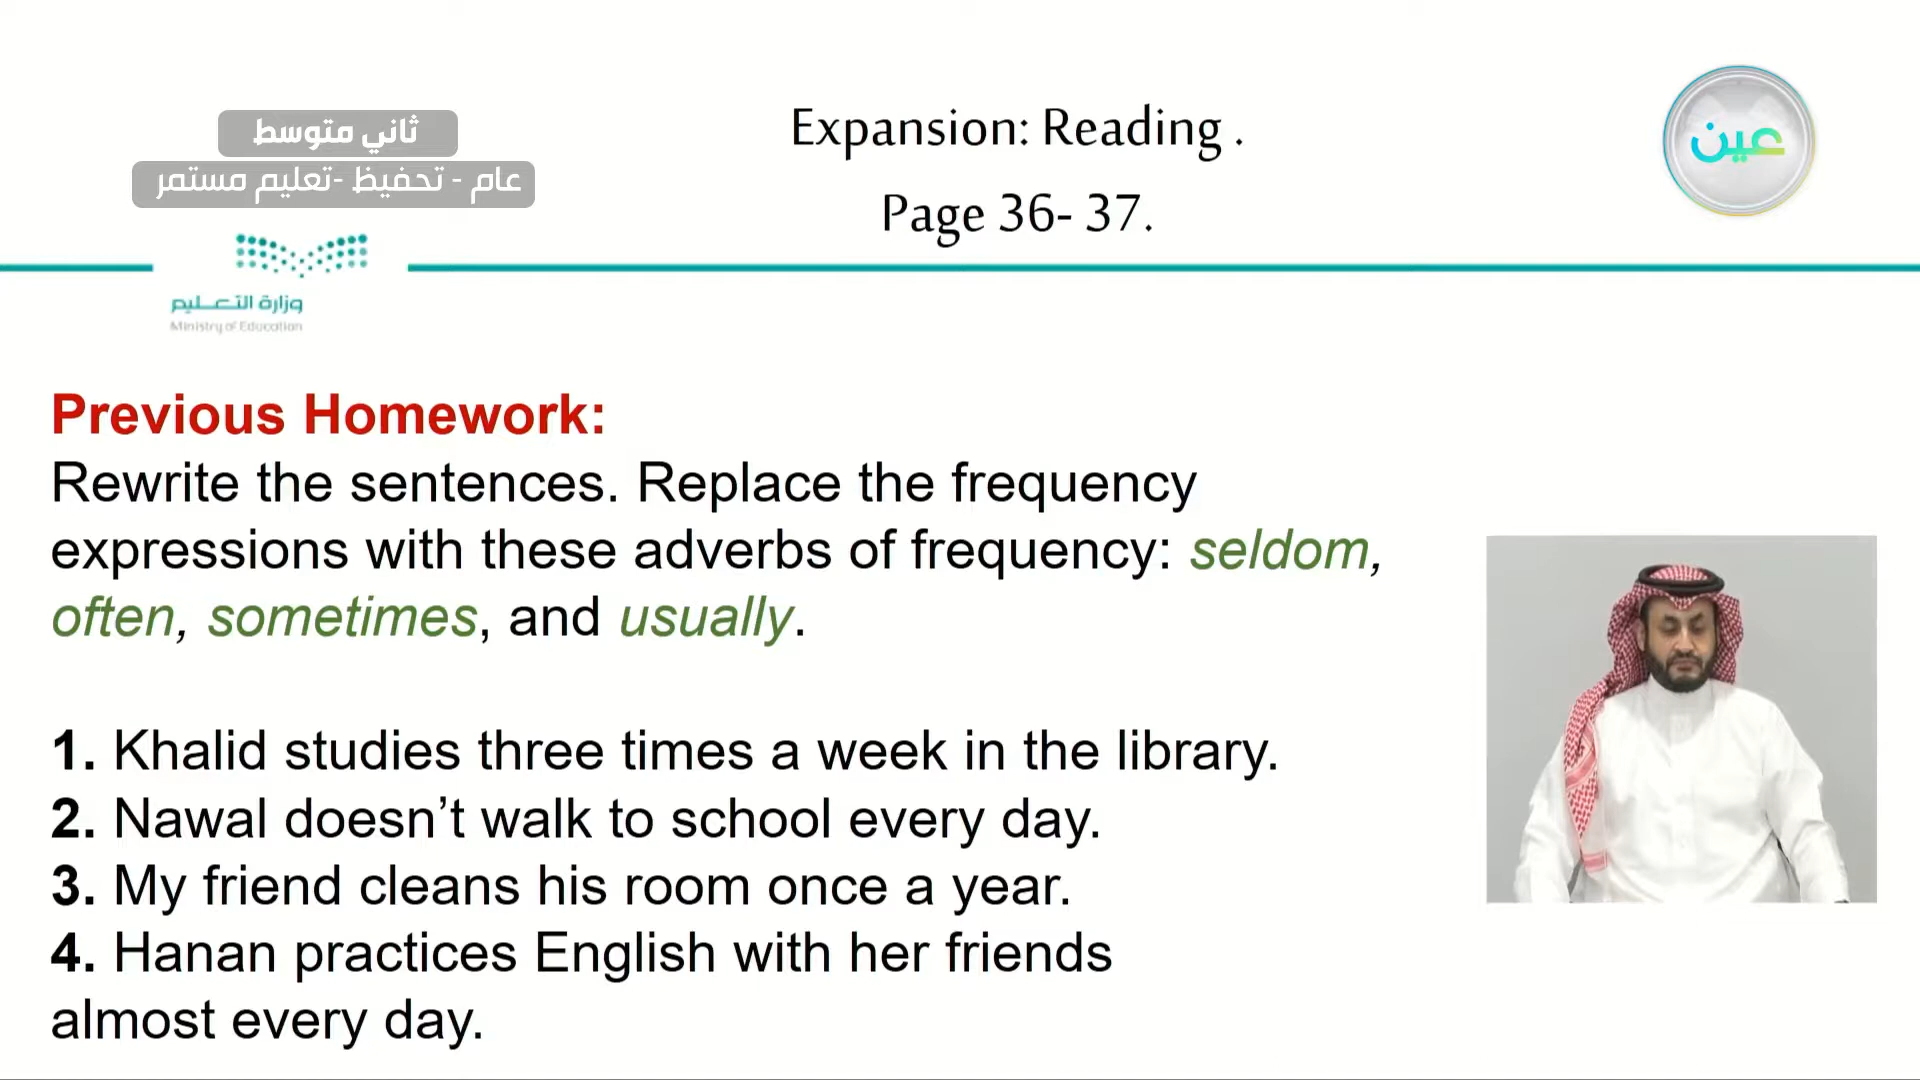 ثاني متوسط
عام - تحفيظ -تعليم مستمر
Expansion: Reading .
Page 36- 37.
عين
وزارة التعليم
Ministry of Education
Previous Homework:
Rewrite the sentences. Replace the frequency
expressions with these adverbs of frequency: seldom,
often, sometimes, and usually.
1. Khalid studies three times a week in the library.
2. Nawal doesn’t walk to school every day.
3. My friend cleans his room once a year.
4. Hanan practices English with her friends
almost every day.